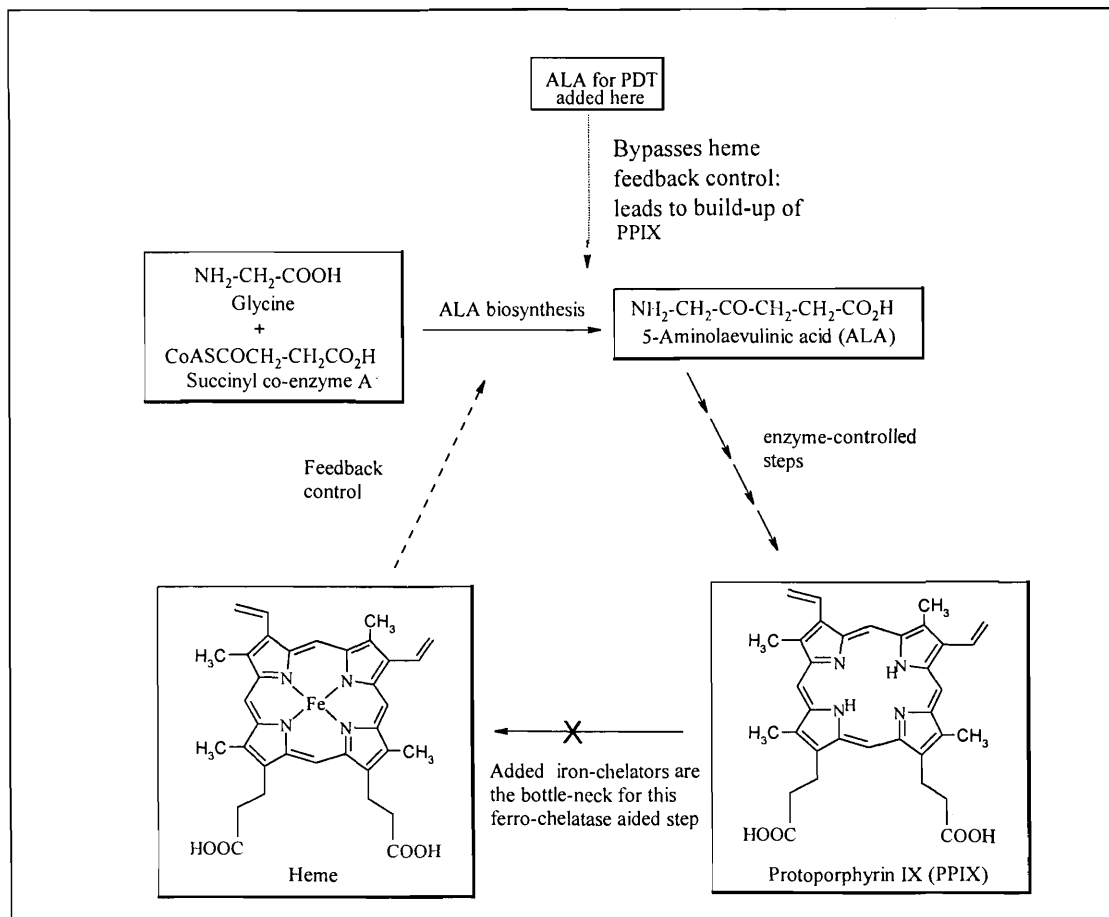 ALA for PDT
added here
Bypasses heme
feedback control:
leads to build-up of
PPIX
NH₂-CH₂-COOH
Glycine
+
CoASCOCH₂-CH₂CO₂H
Succinyl co-enzyme A
ALA biosynthesis
NH₂-CH₂-CO-CH₂-CH₂-CO₂H
5-Aminolaevulinic acid (ALA)
enzyme-controlled
steps
Feedback
control
CH₃
H₃C
N N
Fe
N N
CH₃
CH₃
HOOC
COOH
Heme
X
Added iron-chelators are
the bottle-neck for this
ferro-chelatase aided step
CH₃
H₃C
N
N
H
H
N
N
CH₃
CH₃
HOOC
COOH
Protoporphyrin IX (PPIX)